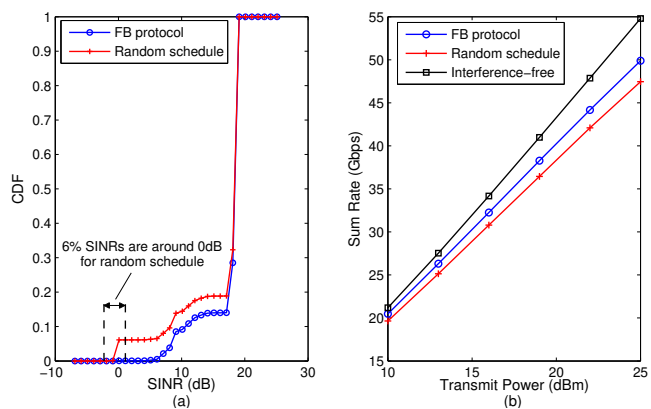 FB protocol
Random schedule
1
0.9
0.8
0.7
0.6
0.5
0.4
0.3
0.2
0.1
0
CDF
6% SINRs are around 0dB
for random schedule
−10
0
10
20
30
SINR (dB)
(a)
FB protocol
Random schedule
Interference−free
55
50
45
40
35
30
25
20
15
Sum Rate (Gbps)
10
15
20
25
Transmit Power (dBm)
(b)